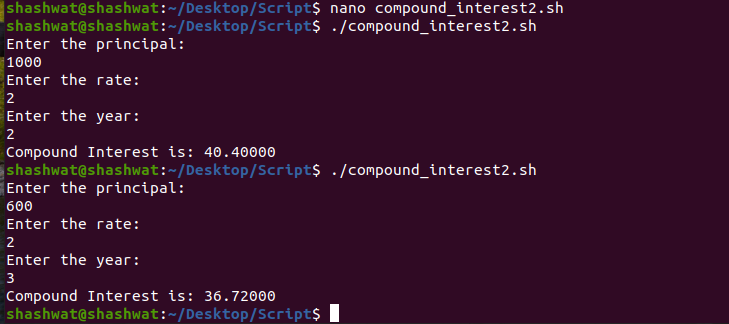 shashwat@shashwat:~/Desktop/Script$ nano compound_interest2.sh
shashwat@shashwat:~/Desktop/Script$ ./compound_interest2.sh
Enter the principal:
1000
Enter the rate:
2
Enter the year:
2
Compound Interest is: 40.40000
shashwat@shashwat:~/Desktop/Script$ ./compound_interest2.sh
Enter the principal:
600
Enter the rate:
2
Enter the year:
3
Compound Interest is: 36.72000
shashwat@shashwat:~/Desktop/Script$